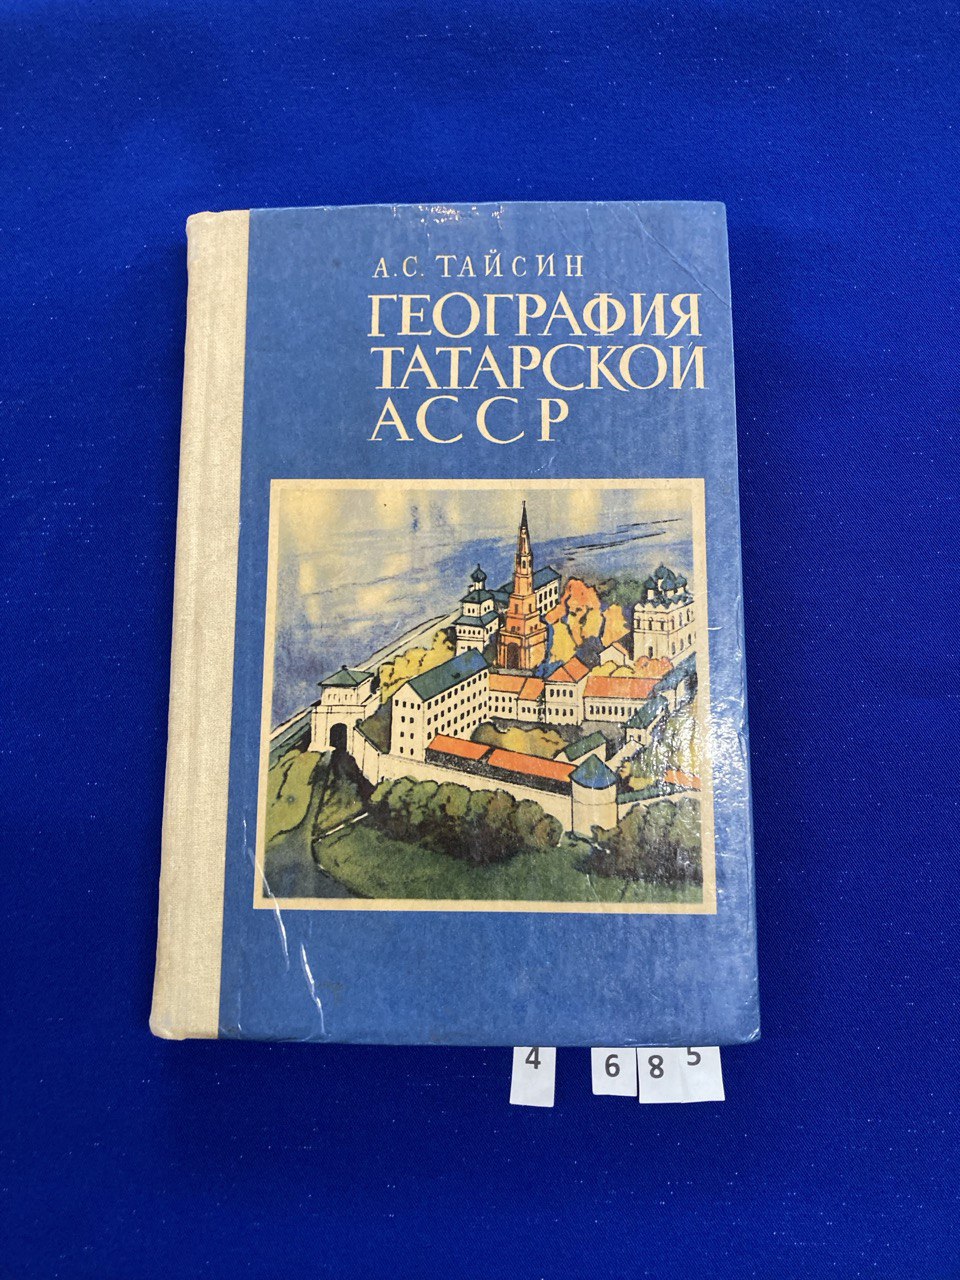 А.С. ТАЙСИН
ГЕОГРАФИЯ
ТАТАРСКОЙ
АССР
4 6 8 5